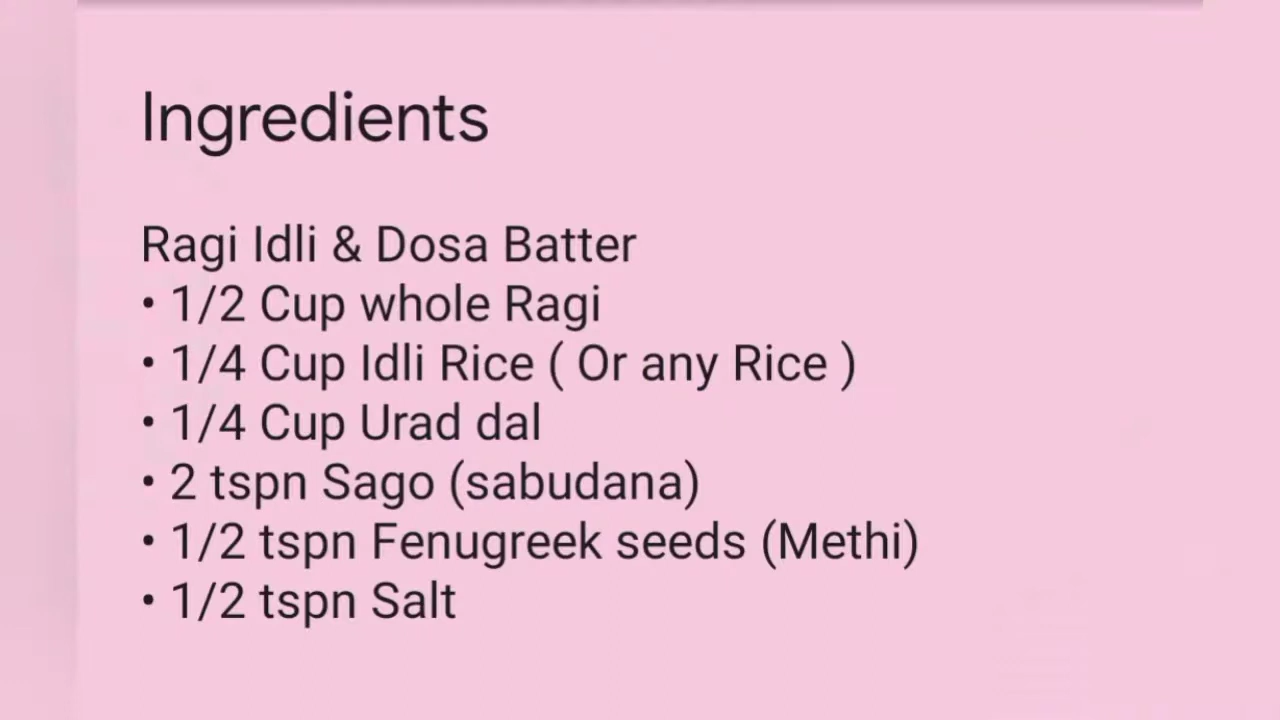 Ingredients
Ragi Idli & Dosa Batter
• 1/2 Cup whole Ragi
• 1/4 Cup Idli Rice ( Or any Rice )
• 1/4 Cup Urad dal
• 2 tspn Sago (sabudana)
• 1/2 tspn Fenugreek seeds (Methi)
• 1/2 tspn Salt